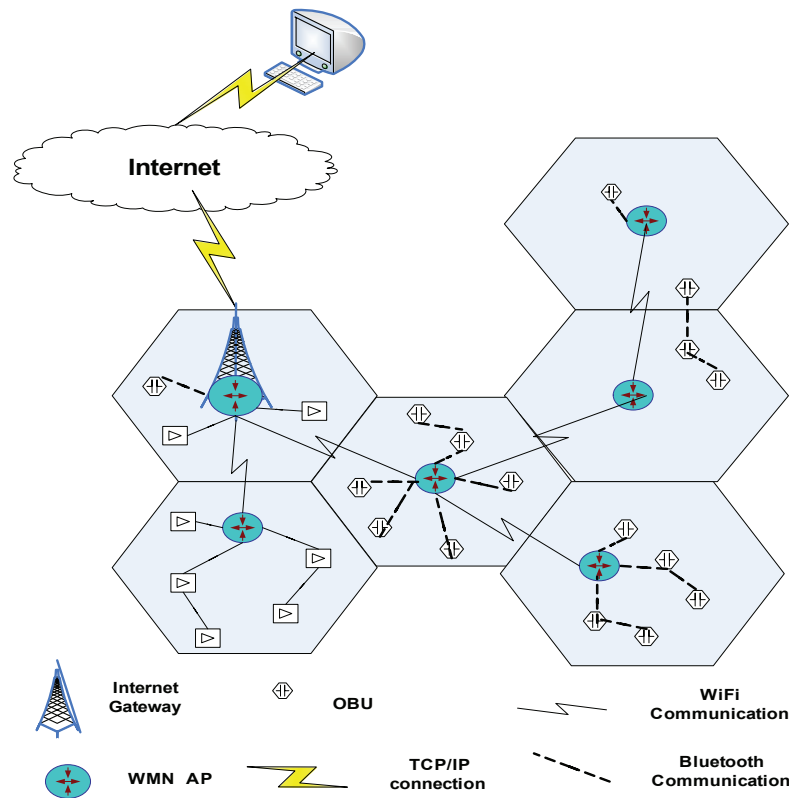 Internet
Internet
Gateway
OBU
WiFi
Communication
WMN AP
TCP/IP
connection
Bluetooth
Communication